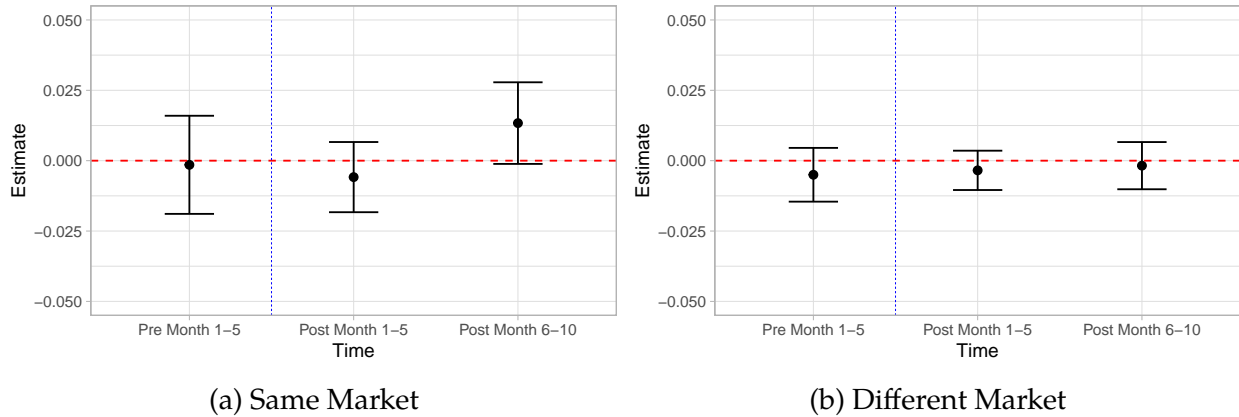 0.050
0.025
0.000
−0.025
−0.050
Estimate
Pre Month 1−5
Post Month 1−5
Post Month 6−10
Time
(a) Same Market
0.050
0.025
0.000
−0.025
−0.050
Estimate
Pre Month 1−5
Post Month 1−5
Post Month 6−10
Time
(b) Different Market